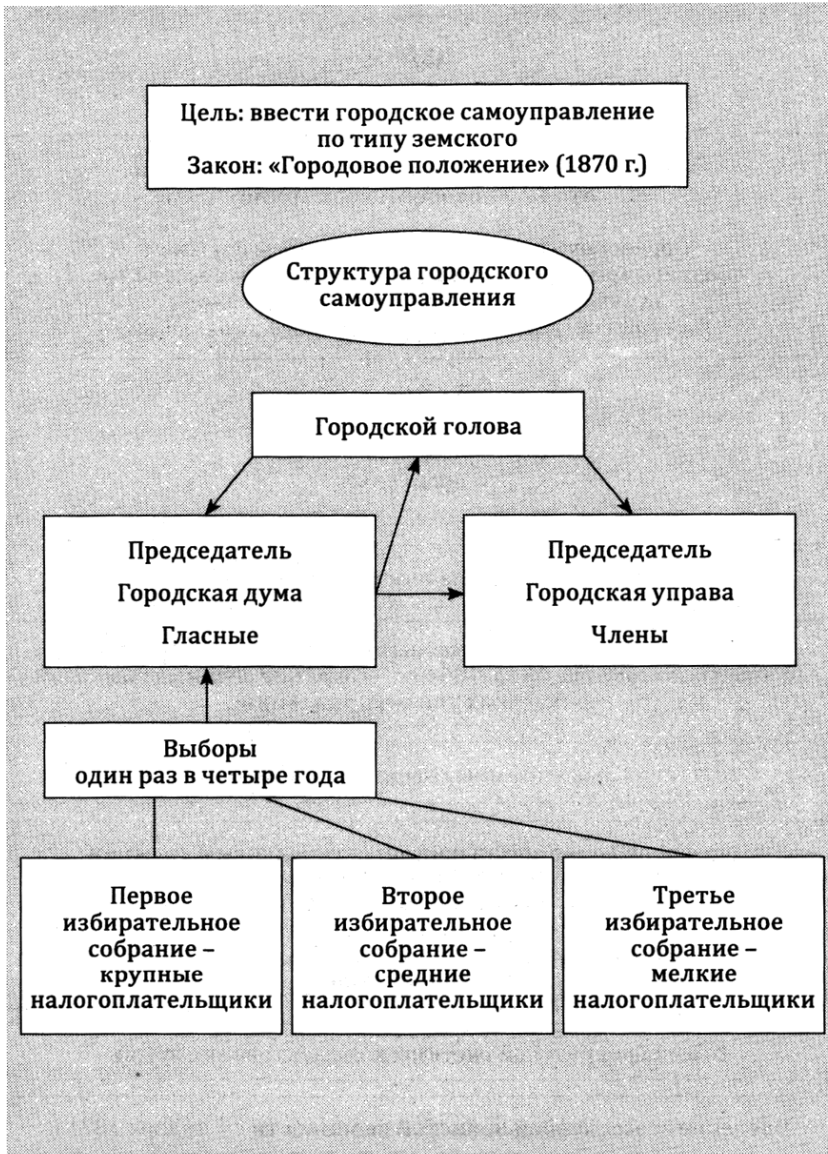 Цель: ввести городское самоуправление
по типу земского
Закон: «Городовое положение» (1870 г.)
Структура городского
самоуправления
Городской голова
Председатель
Городская дума
Гласные
Председатель
Городская управа
Члены
Выборы
один раз в четыре года
Первое
избирательное
собрание –
крупные
налогоплательщики
Второе
избирательное
собрание –
средние
налогоплательщики
Третье
избирательное
собрание –
мелкие
налогоплательщики